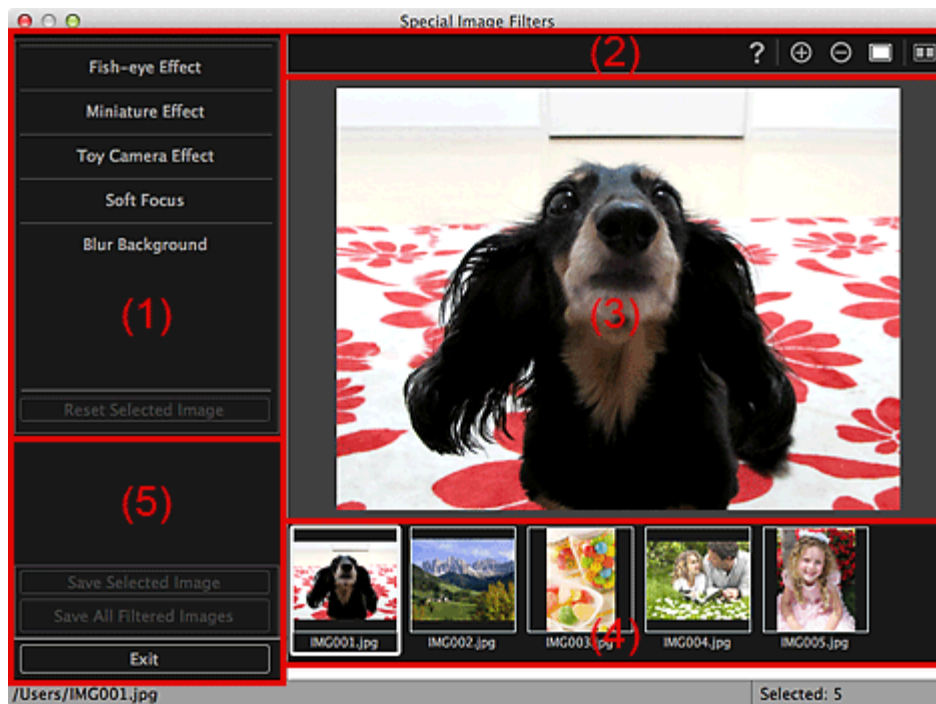 Special Image Filters
Fish-eye Effect
Miniature Effect
Toy Camera Effect
Soft Focus
Blur Background
(1)
Reset Selected Image
(2)
?
(3)
(5)
Save Selected Image
Save All Filtered Images
Exit
IMG001.jpg
IMG002.jpg
IMG003.jpg
IMG004.jpg
IMG005.jpg
(4)
/Users/IMG001.jpg
Selected: 5